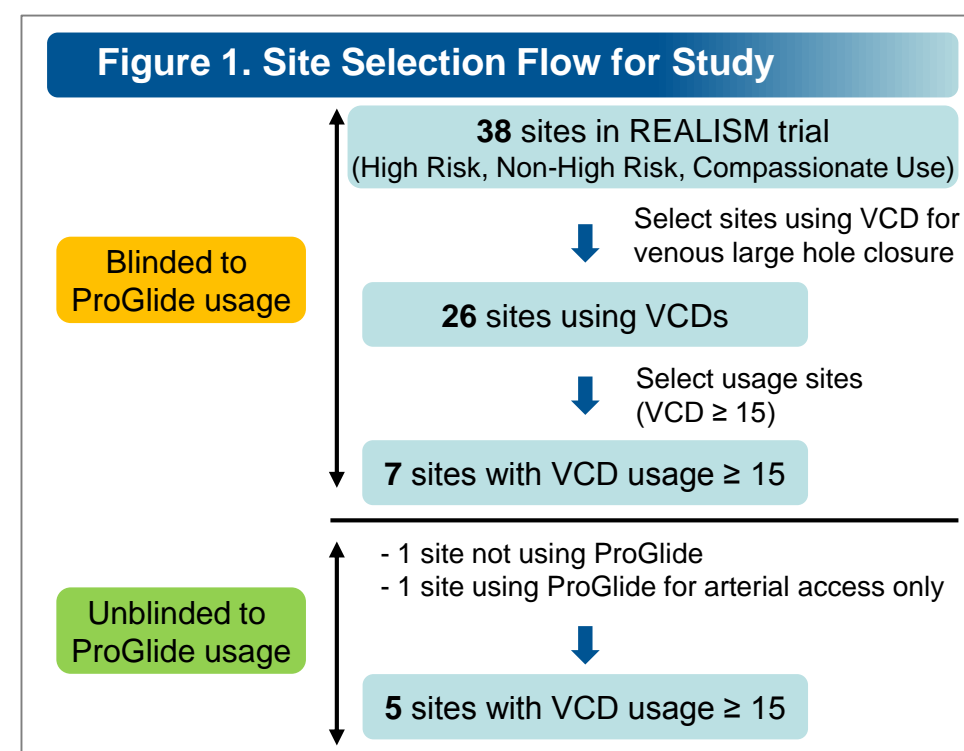 Figure 1. Site Selection Flow for Study
38 sites in REALISM trial
(High Risk, Non-High Risk, Compassionate Use)
Select sites using VCD for
venous large hole closure
Blinded to
ProGlide usage
26 sites using VCDs
Select usage sites
(VCD ≥ 15)
7 sites with VCD usage ≥ 15
- 1 site not using ProGlide
- 1 site using ProGlide for arterial access only
Unblinded to
ProGlide usage
5 sites with VCD usage ≥ 15